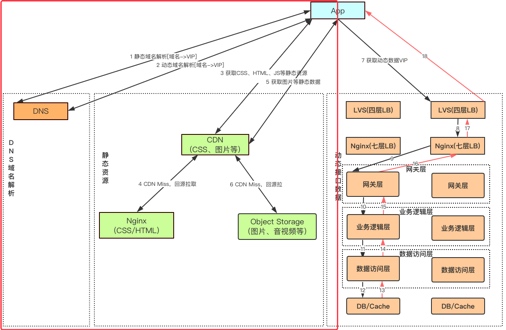 App
1 静态域名解析[域名->VIP]
2 动态域名解析[域名->VIP]
3 获取CSS、HTML、JS等静态资源
5 获取图片等静态数据
7 获取动态数据VIP
18
DNS
DNS域名解析
静态资源
CDN
(CSS、图片等)
4 CDN Miss，回源拉取
6 CDN Miss，回源拉
Nginx
(CSS/HTML)
Object Storage
(图片、音视频等)
动态接口数据
LVS(四层LB)
LVS(四层LB)
8
17
Nginx(七层LB)
Nginx(七层LB)
16
网关层
网关层
网关层
10
15
业务逻辑层
业务逻辑层
业务逻辑层
11
14
数据访问层
数据访问层
数据访问层
12
13
DB/Cache
DB/Cache